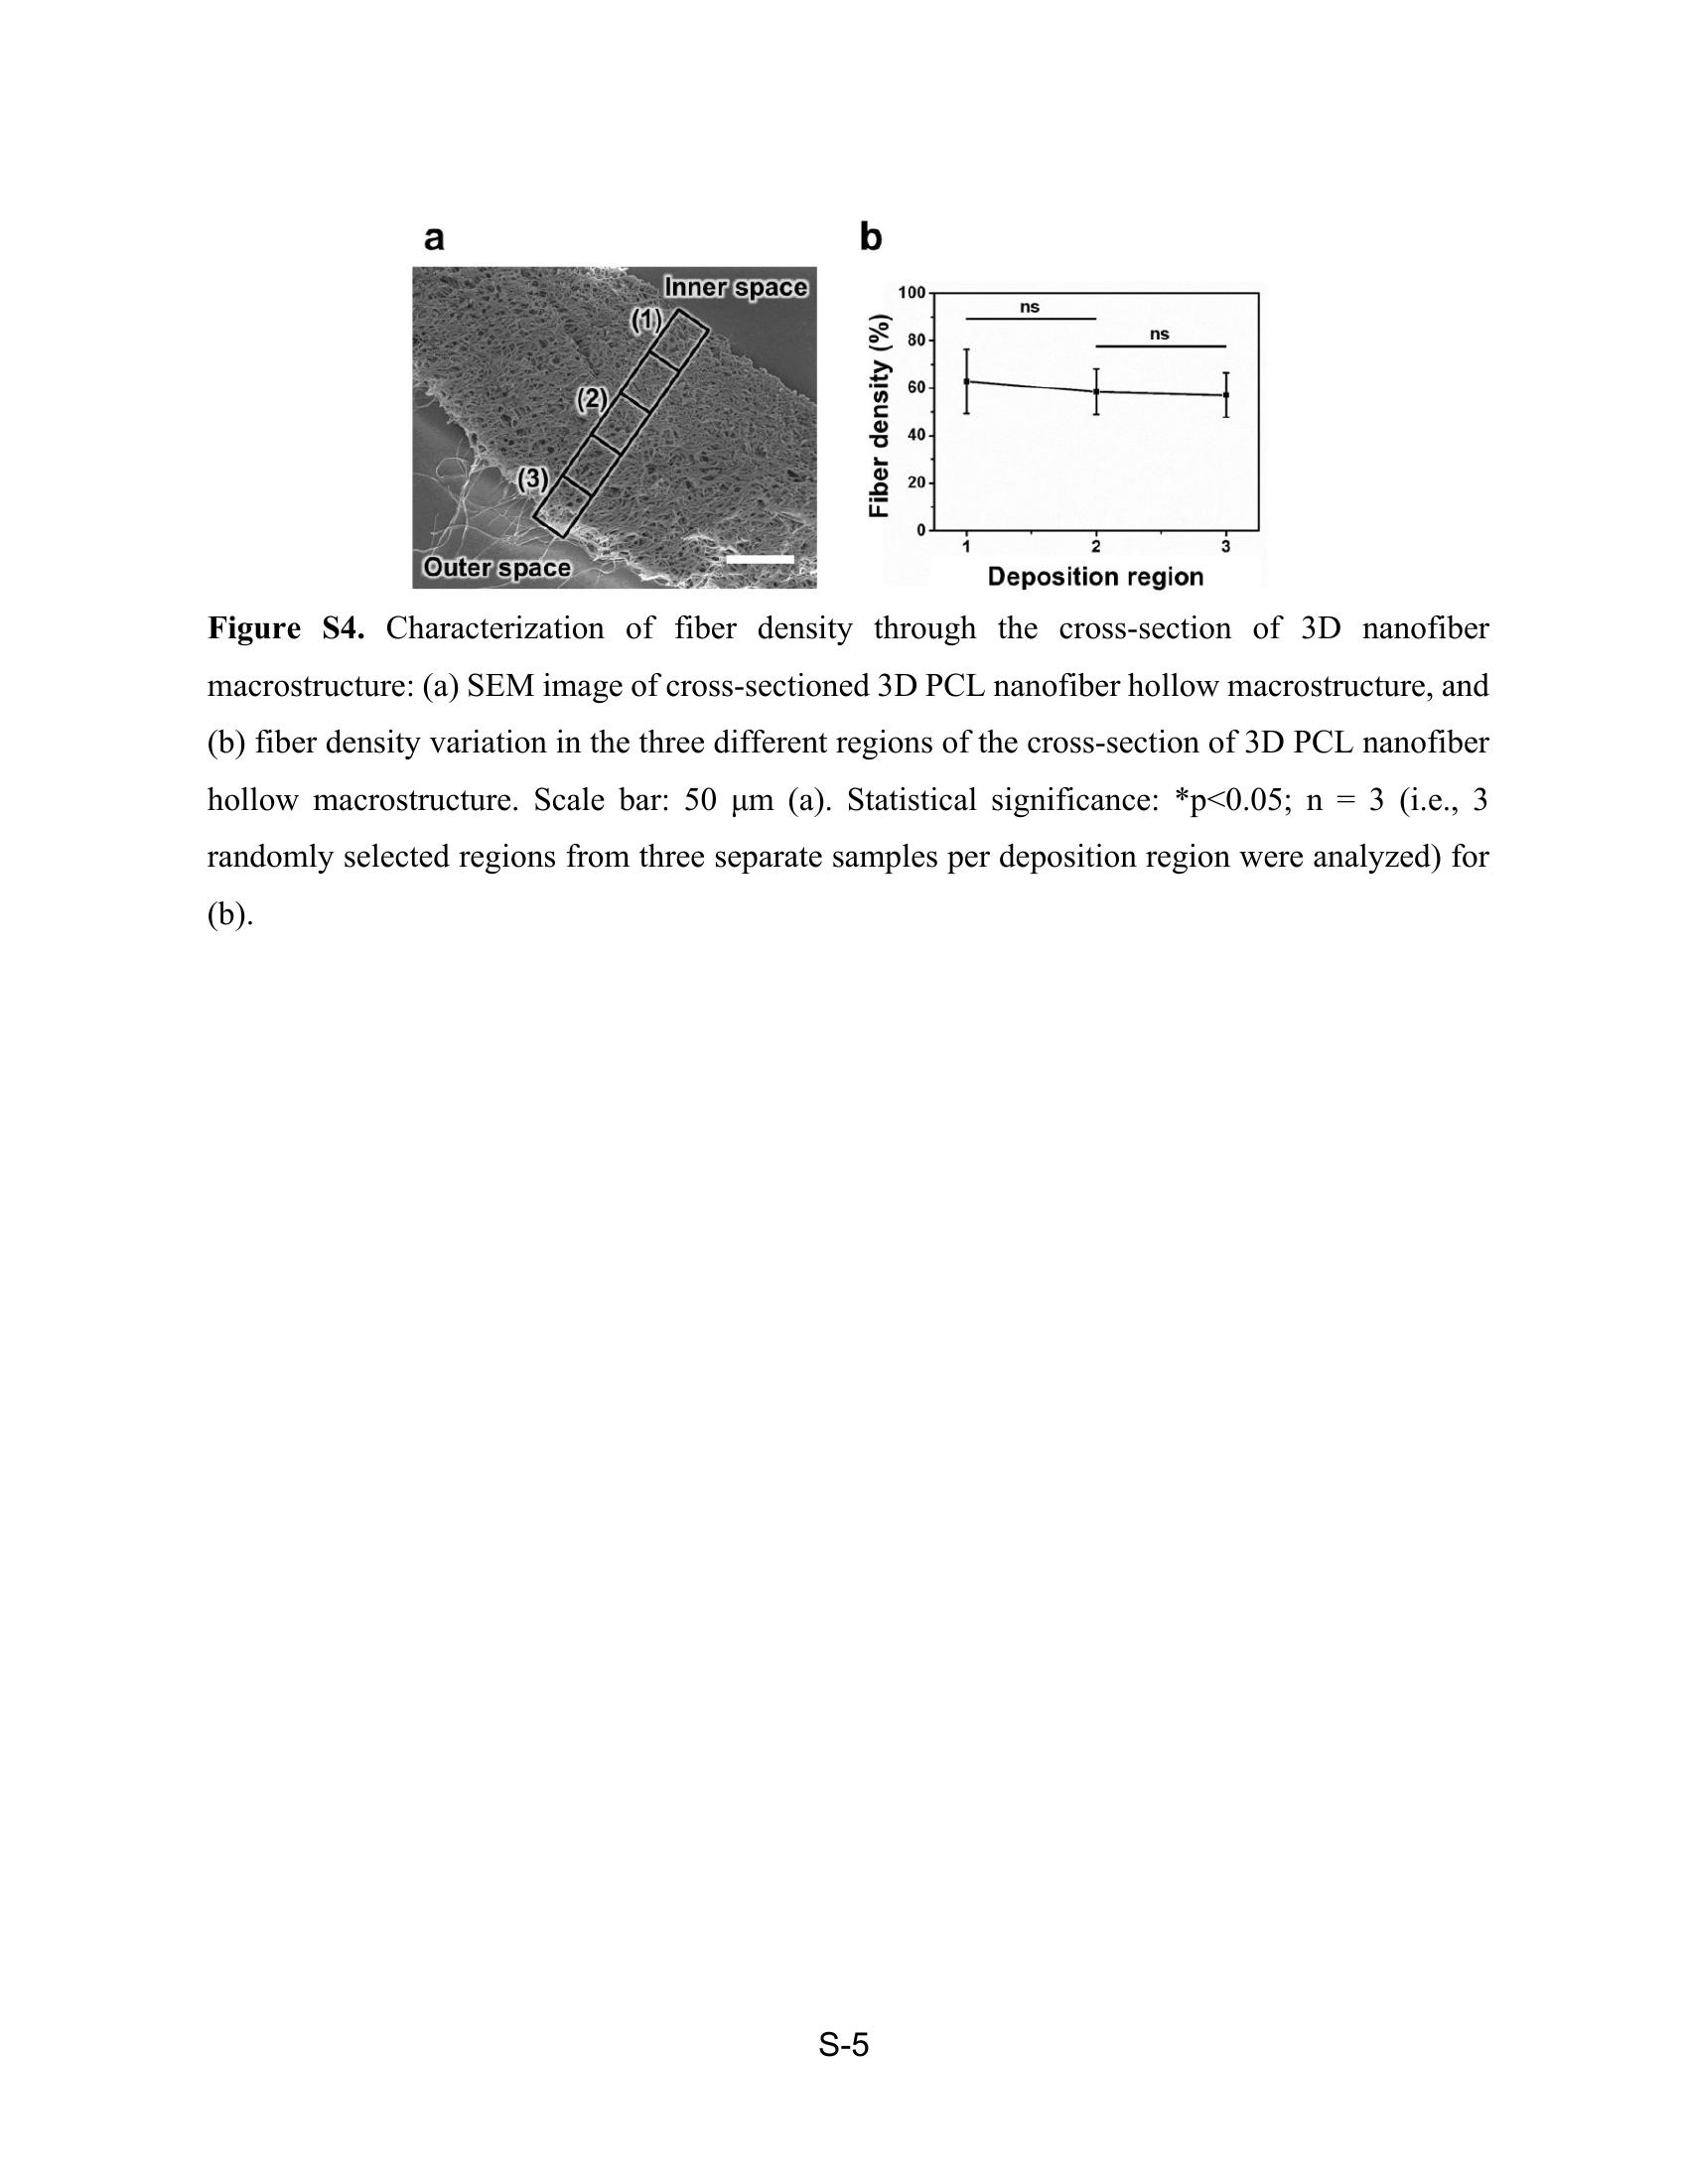 a
b
Inner space
(1)
(2)
(3)
Outer space
ns
ns
100
80
60
40
20
0
Fiber density (%)
1 2 3
Deposition region
Figure S4. Characterization of fiber density through the cross-section of 3D nanofiber
macrostructure: (a) SEM image of cross-sectioned 3D PCL nanofiber hollow macrostructure, and
(b) fiber density variation in the three different regions of the cross-section of 3D PCL nanofiber
hollow macrostructure. Scale bar: 50 μm (a). Statistical significance: *p<0.05; n = 3 (i.e., 3
randomly selected regions from three separate samples per deposition region were analyzed) for
(b).
S-5